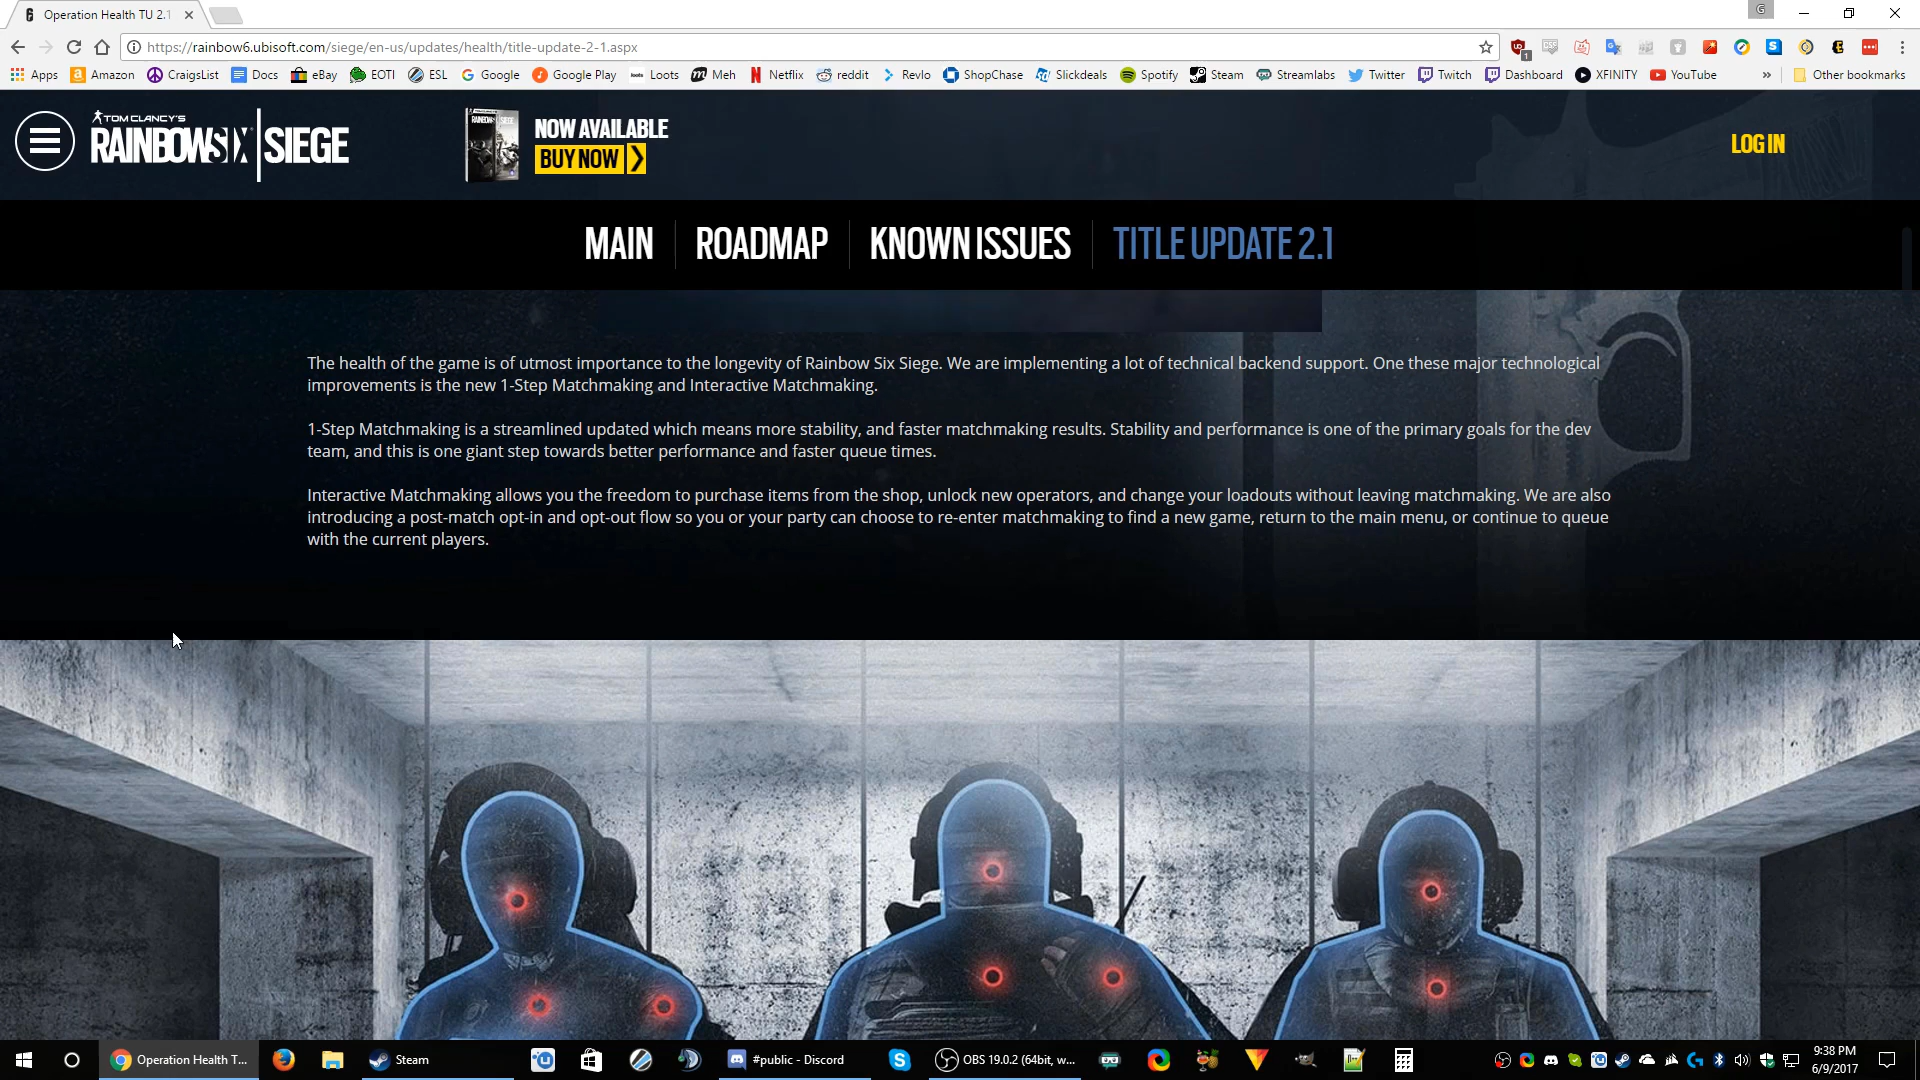 Operation Health TU 2.1
G
https://rainbow6.ubisoft.com/siege/en-us/updates/health/title-update-2-1.aspx
Apps Amazon CraigsList Docs eBay EOTI ESL Google Google Play Loots Meh Netflix reddit Revlo ShopChase Slickdeals Spotify Steam Streamlabs Twitter Twitch Dashboard XFINITY YouTube » Other bookmarks
TOM CLANCY'S
RAINBOW SIX SIEGE
NOW AVAILABLE
BUY NOW
LOG IN
MAIN ROADMAP KNOWN ISSUES TITLE UPDATE 2.1
The health of the game is of utmost importance to the longevity of Rainbow Six Siege. We are implementing a lot of technical backend support. One these major technological
improvements is the new 1-Step Matchmaking and Interactive Matchmaking.
1-Step Matchmaking is a streamlined updated which means more stability, and faster matchmaking results. Stability and performance is one of the primary goals for the dev
team, and this is one giant step towards better performance and faster queue times.
Interactive Matchmaking allows you the freedom to purchase items from the shop, unlock new operators, and change your loadouts without leaving matchmaking. We are also
introducing a post-match opt-in and opt-out flow so you or your party can choose to re-enter matchmaking to find a new game, return to the main menu, or continue to queue
with the current players.
Operation Health T... Steam #public - Discord OBS 19.0.2 (64bit, w...
9:38 PM
6/9/2017